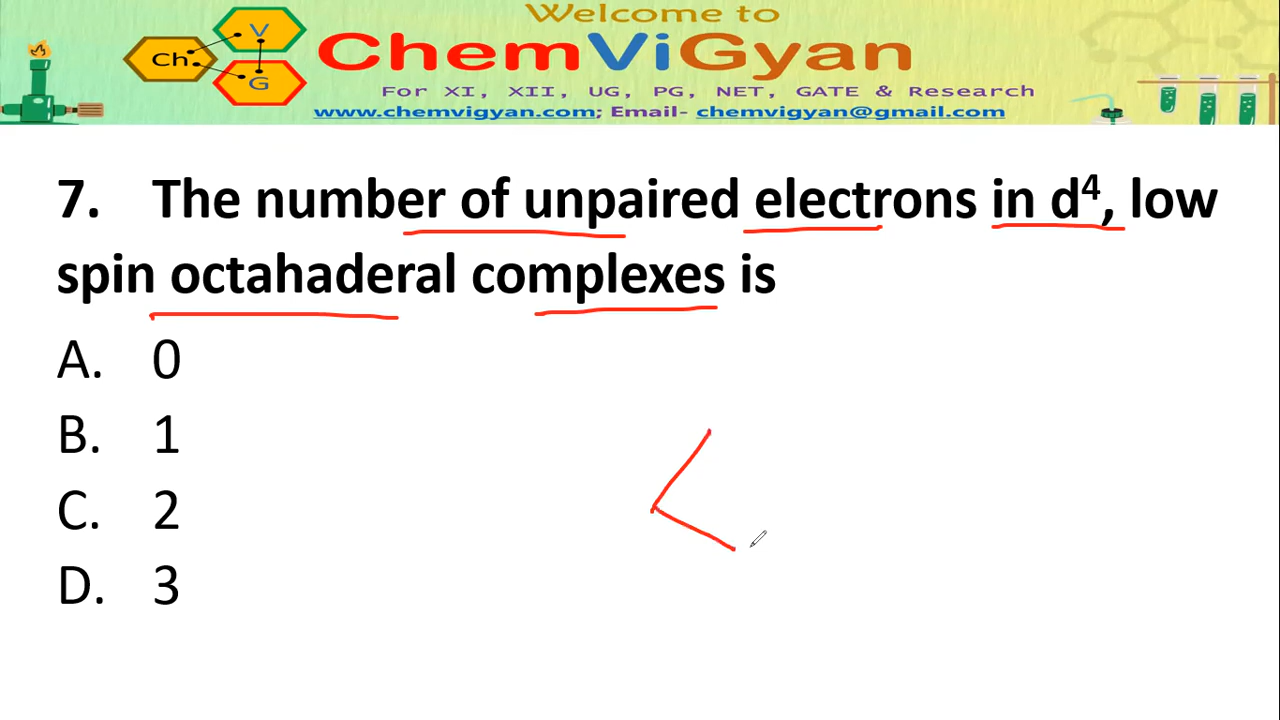 Welcome to
Ch V G ChemViGyan
For XI, XII, UG, PG, NET, GATE & Research
www.chemvigyan.com; Email- chemvigyan@gmail.com
7. The number of unpaired electrons in d⁴, low
spin octahaderal complexes is
A. 0
B. 1
C. 2
D. 3